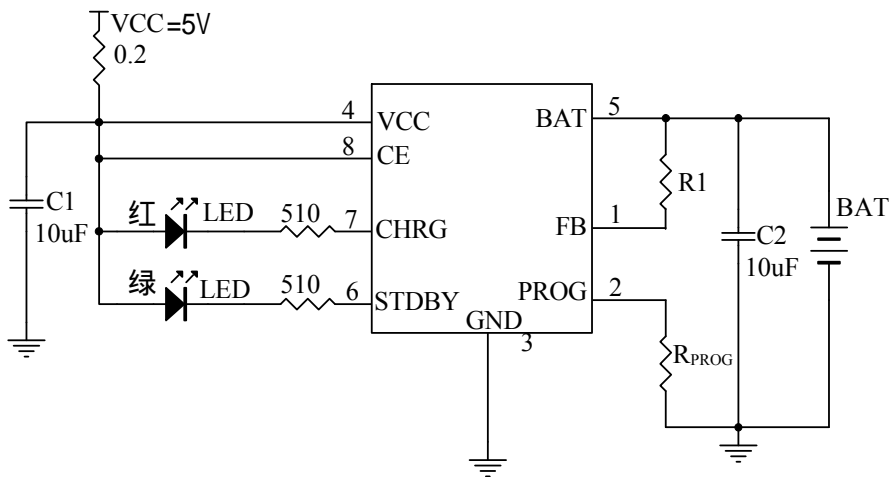 VCC=5V
0.2
4
VCC
BAT
5
8
CE
C1
10uF
红
LED
510
7
CHRG
R1
FB
1
C2
10uF
BAT
绿
LED
510
6
STDBY
PROG
2
GND
3
RPROG